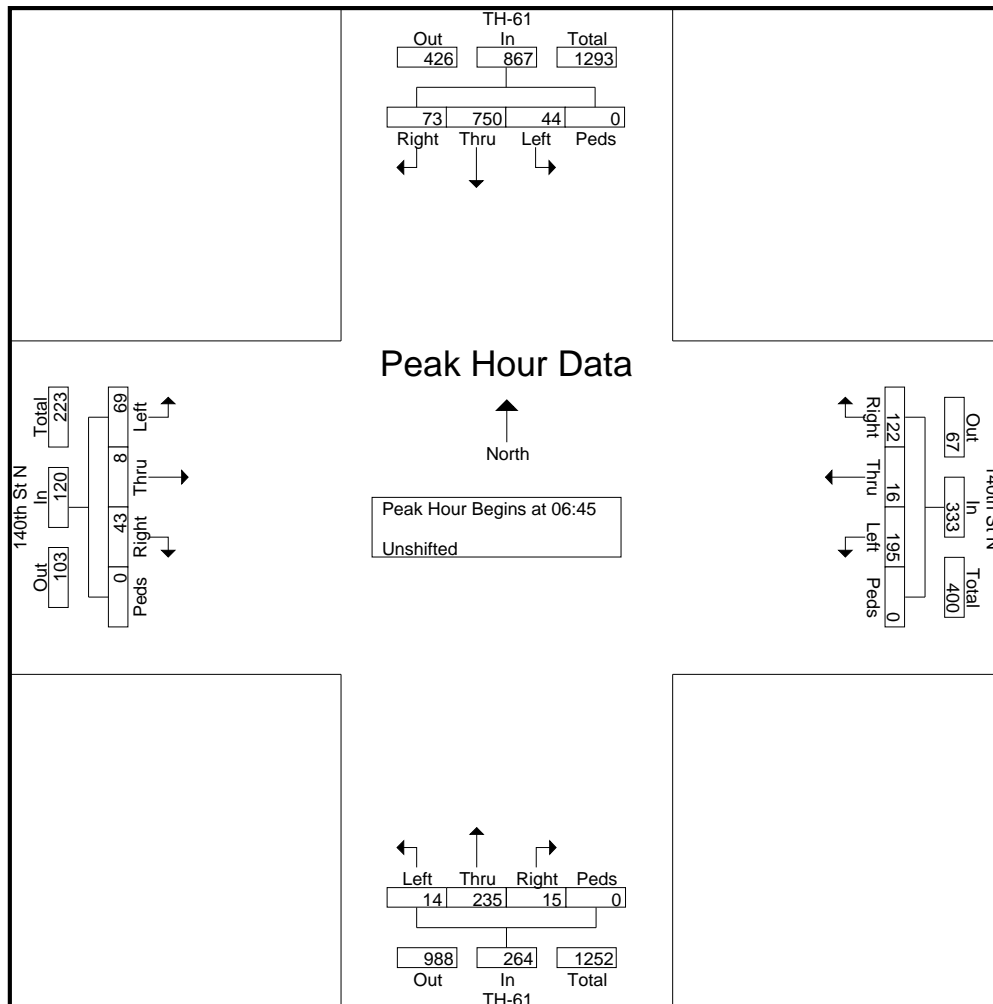 TH-61
Out In Total
426 867 1293
73 750 44 0
Right Thru Left Peds
Peak Hour Data
North
Peak Hour Begins at 06:45
Unshifted
140th St N
Total In Out
223 120 103
69 8 43 0
Left Thru Right Peds
Right Thru Left Peds
122 16 195 0
67 333 400
Out In Total
140th St N
Left Thru Right Peds
14 235 15 0
988 264 1252
Out In Total
TH-61